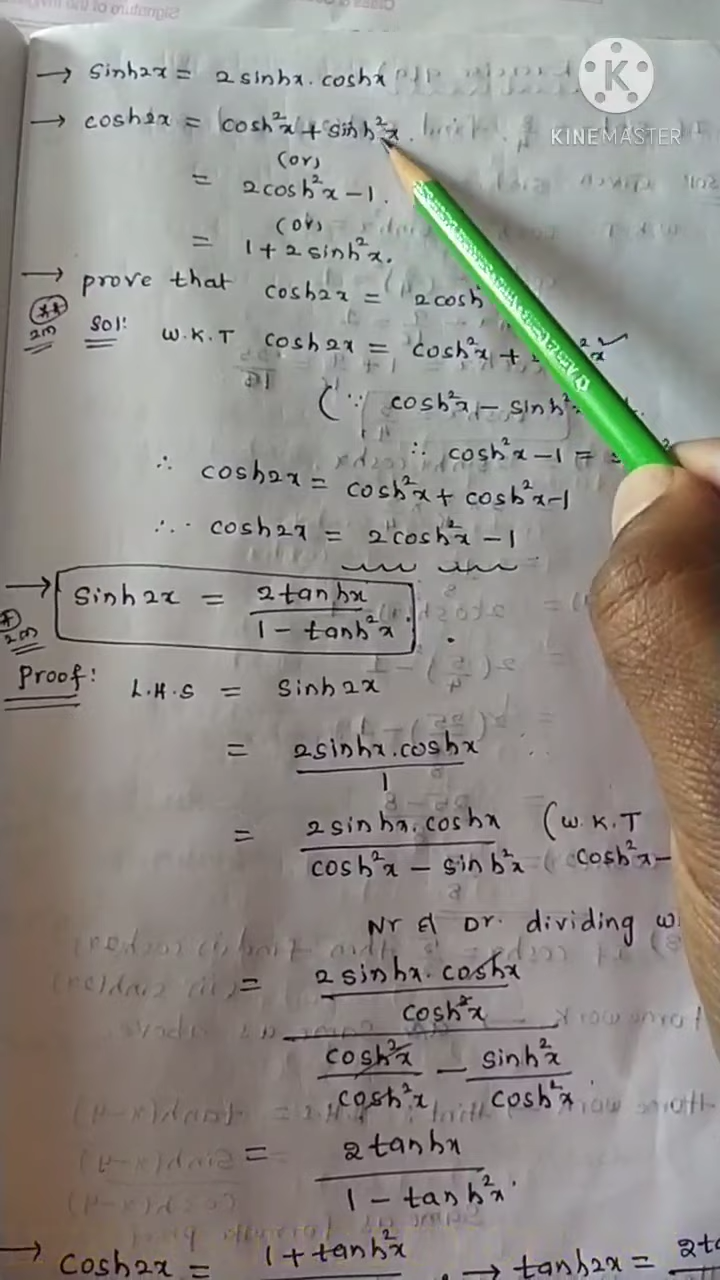 → sinh2x = 2sinhx.coshx
→ cosh2x = cosh²x + sinh²x.
(or)
= 2cosh²x - 1.
(or)
= 1 + 2sinh²x.
→ prove that cosh2x = 2cosh
** 2m Sol: W.K.T cosh2x = cosh²x +
(∵ cosh²x - sinh²
∴ cosh²x - 1 =
∴ cosh2x = cosh²x + cosh²x - 1
∴ cosh2x = 2cosh²x - 1
→ sinh2x = 2tanhx / 1 - tanh²x.
* 2m
Proof: L.H.S = sinh2x
= 2sinhx.coshx / 1
= 2sinhx.coshx / cosh²x - sinh²x (W.K.T
cosh²x -
Nr & Dr. dividing w
= 2sinhx.coshx / cosh²x / cosh²x / cosh²x - sinh²x / cosh²x.
= 2tanhx / 1 - tanh²x.
→ cosh2x = 1 + tanh²x . → tanh2x = 2ta
K
KINEMASTER